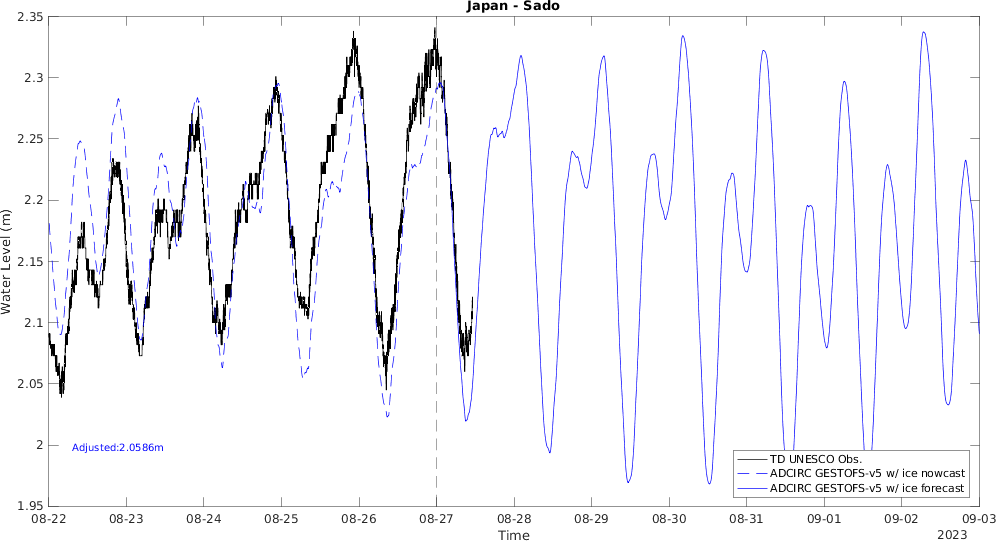 Japan - Sado
2.35
2.3
2.25
2.2
2.15
2.1
2.05
2
1.95
Water Level (m)
Adjusted:2.0586m
TD UNESCO Obs.
ADCIRC GESTOFS-v5 w/ ice nowcast
ADCIRC GESTOFS-v5 w/ ice forecast
08-22 08-23 08-24 08-25 08-26 08-27 08-28 08-29 08-30 08-31 09-01 09-02 09-03
Time
2023